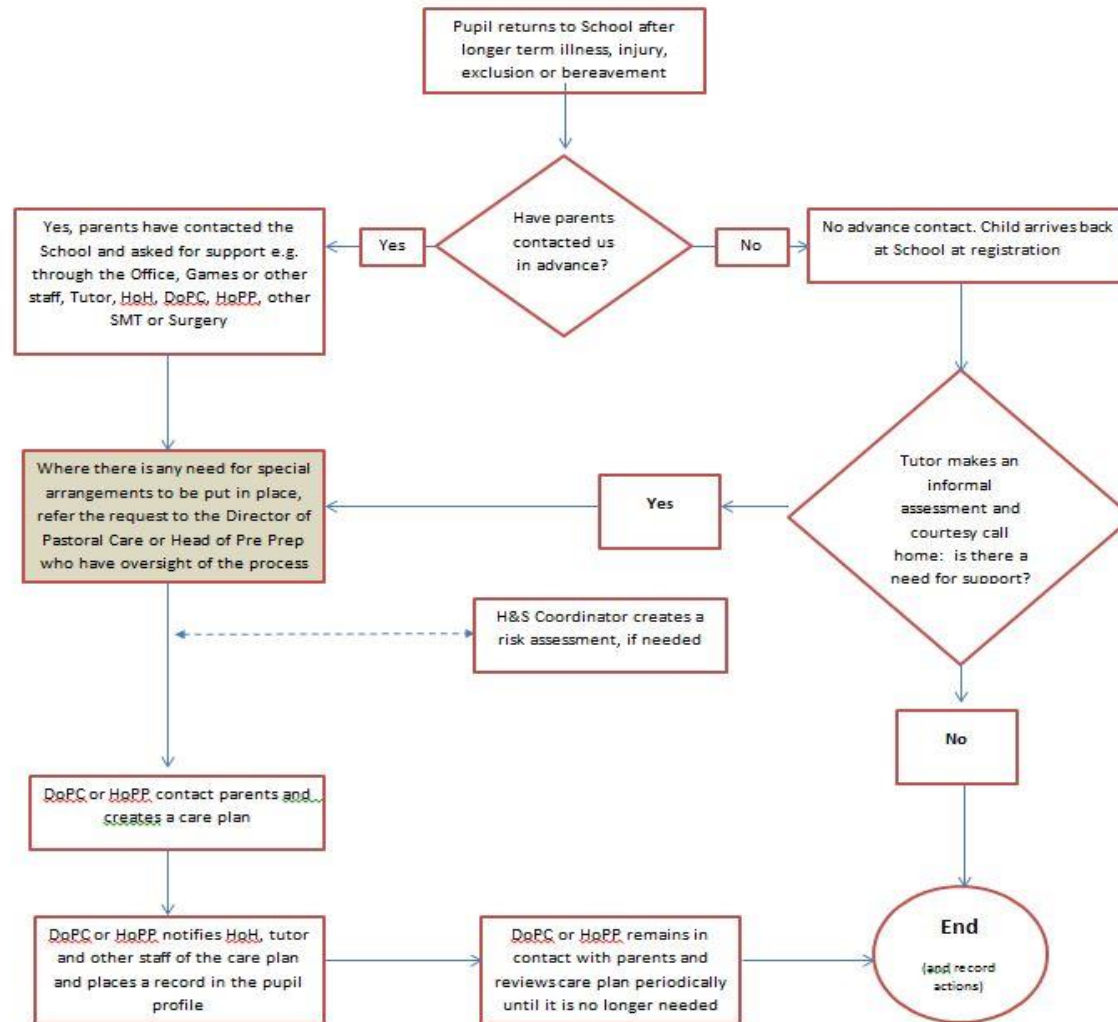 Pupil returns to School after
longer term illness, injury,
exclusion or bereavement
Have parents
contacted us
in advance?
Yes
No
Yes, parents have contacted the
School and asked for support e.g.
through the Office, Games or other
staff, Tutor, HoH, DoPC, HoPP, other
SMT or Surgery
No advance contact. Child arrives back
at School at registration
Tutor makes an
informal
assessment and
courtesy call
home: is there a
need for support?
Yes
Where there is any need for special
arrangements to be put in place,
refer the request to the Director of
Pastoral Care or Head of Pre Prep
who have oversight of the process
H&S Coordinator creates a
risk assessment, if needed
No
DoPC or HoPP contact parents and
creates a care plan
DoPC or HoPP notifies HoH, tutor
and other staff of the care plan
and places a record in the pupil
profile
DoPC or HoPP remains in
contact with parents and
reviews care plan periodically
until it is no longer needed
End
(and record
actions)